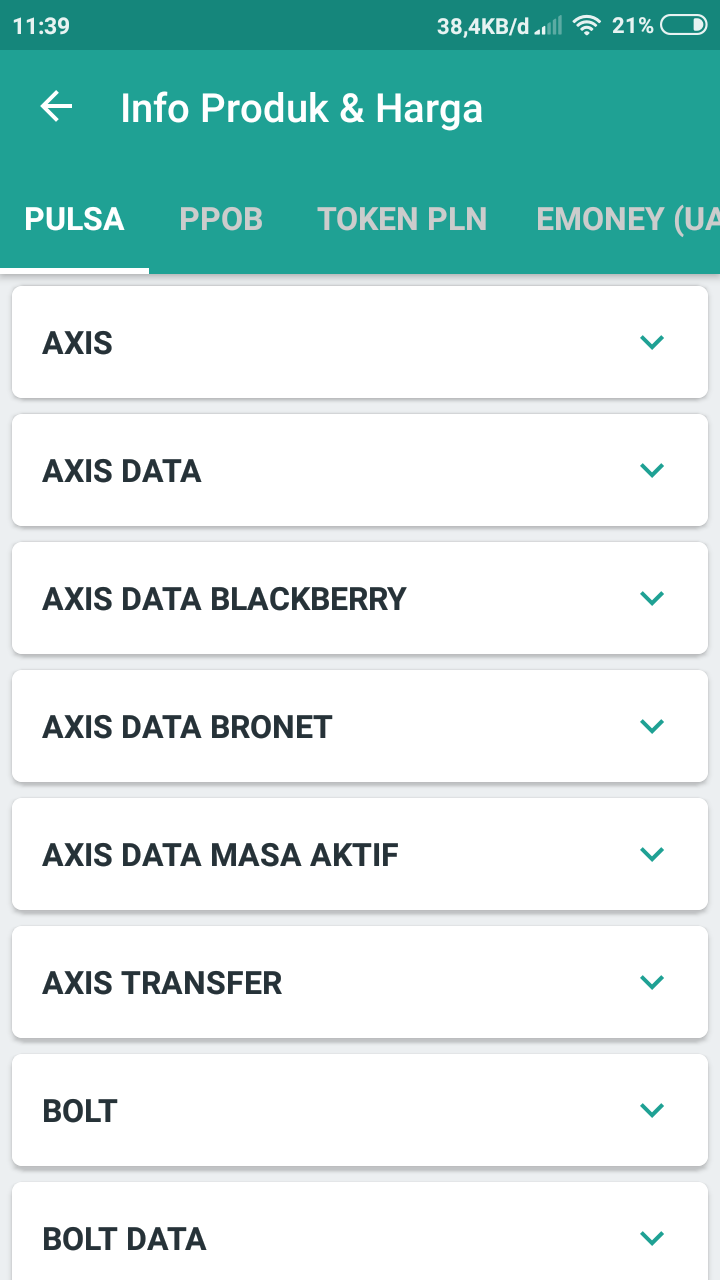 11:39 38,4KB/d 21%
Info Produk & Harga
PULSA PPOB TOKEN PLN EMONEY (UA
AXIS
AXIS DATA
AXIS DATA BLACKBERRY
AXIS DATA BRONET
AXIS DATA MASA AKTIF
AXIS TRANSFER
BOLT
BOLT DATA